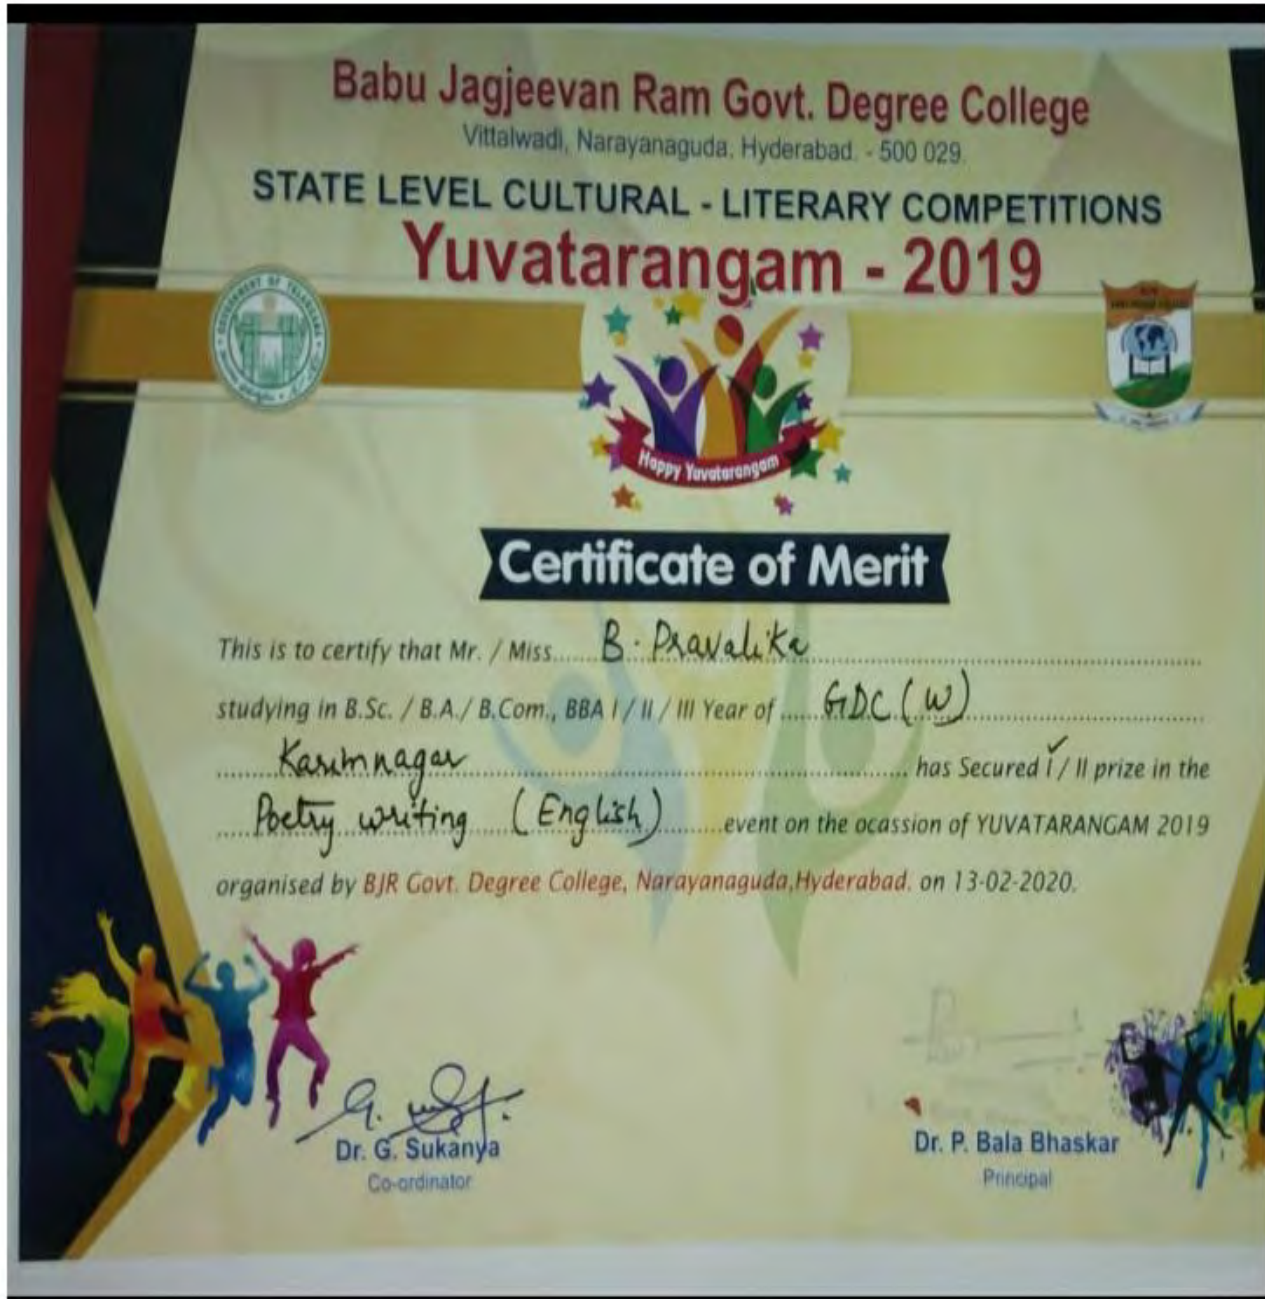 Babu Jagjeevan Ram Govt. Degree College
Vittalwadi, Narayanaguda, Hyderabad. - 500 029.
STATE LEVEL CULTURAL - LITERARY COMPETITIONS
Yuvatarangam - 2019
GOVERNMENT OF TELANGANA
Happy Yuvatarangam
Certificate of Merit
This is to certify that Mr. / Miss..... B. Pravalika
studying in B.Sc. / B.A./ B.Com., BBA I / II / III Year of ..... GDC (W)
Karimnagar has Secured I ✓ / II prize in the
Poetry writing (English) event on the ocassion of YUVATARANGAM 2019
organised by BJR Govt. Degree College, Narayanaguda,Hyderabad. on 13-02-2020.
Dr. G. Sukanya
Co-ordinator
Dr. P. Bala Bhaskar
Principal